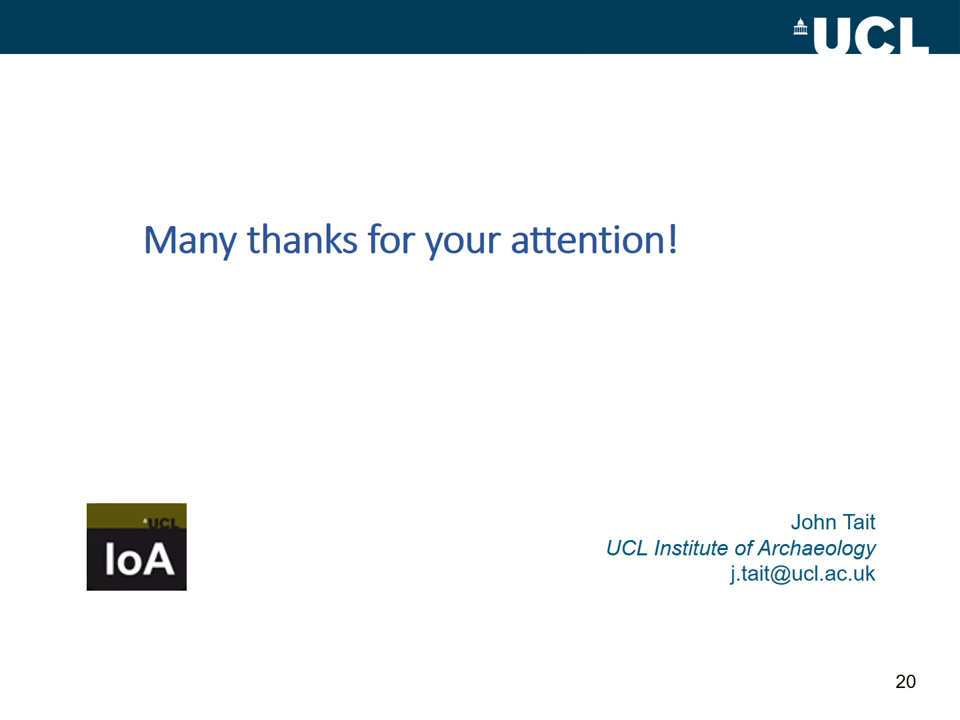 UCL
Many thanks for your attention!
UCL
IoA
John Tait
UCL Institute of Archaeology
j.tait@ucl.ac.uk
20